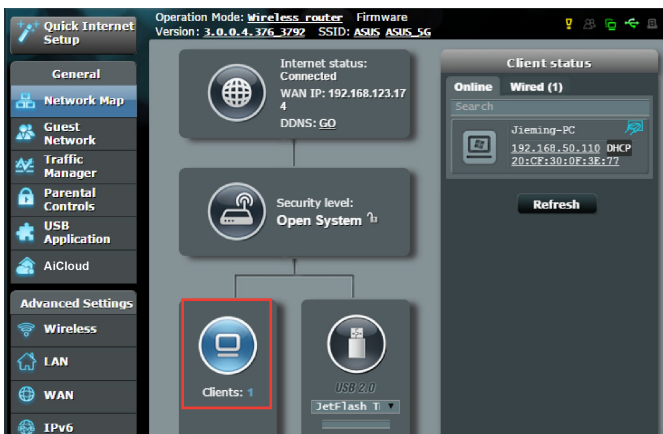 Quick Internet
Setup
Operation Mode: Wireless router Firmware
Version: 3.0.0.4.376_3792 SSID: ASUS ASUS_5G
General
Network Map
Guest
Network
Traffic
Manager
Parental
Controls
USB
Application
AiCloud
Advanced Settings
Wireless
LAN
WAN
IPv6
Internet status:
Connected
WAN IP: 192.168.123.17
4
DDNS: GO
Security level:
Open System
Clients: 1
USB 2.0
JetFlash T
Client status
Online Wired (1)
Search
Jieming-PC
192.168.50.110 DHCP
20:CF:30:0F:3E:77
Refresh